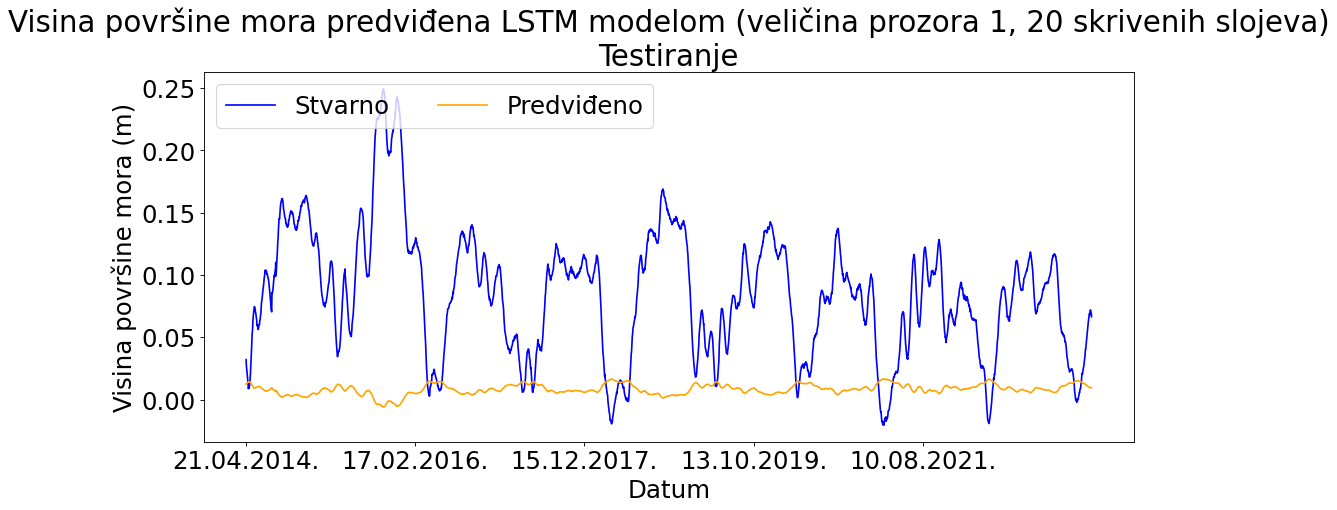 Visina površine mora predviđena LSTM modelom (veličina prozora 1, 20 skrivenih slojeva)
Testiranje
Stvarno Predviđeno
Visina površine mora (m)
0.25
0.20
0.15
0.10
0.05
0.00
21.04.2014. 17.02.2016. 15.12.2017. 13.10.2019. 10.08.2021.
Datum